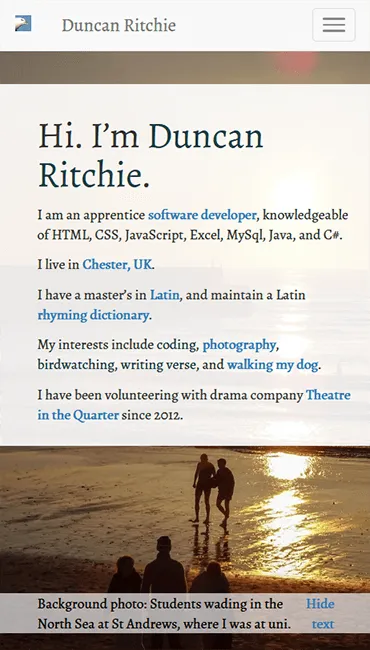 Duncan Ritchie
Hi. I’m Duncan
Ritchie.
I am an apprentice software developer, knowledgeable
of HTML, CSS, JavaScript, Excel, MySql, Java, and C#.
I live in Chester, UK.
I have a master’s in Latin, and maintain a Latin
rhyming dictionary.
My interests include coding, photography,
birdwatching, writing verse, and walking my dog.
I have been volunteering with drama company Theatre
in the Quarter since 2012.
Background photo: Students wading in the
North Sea at St Andrews, where I was at uni.
Hide
text